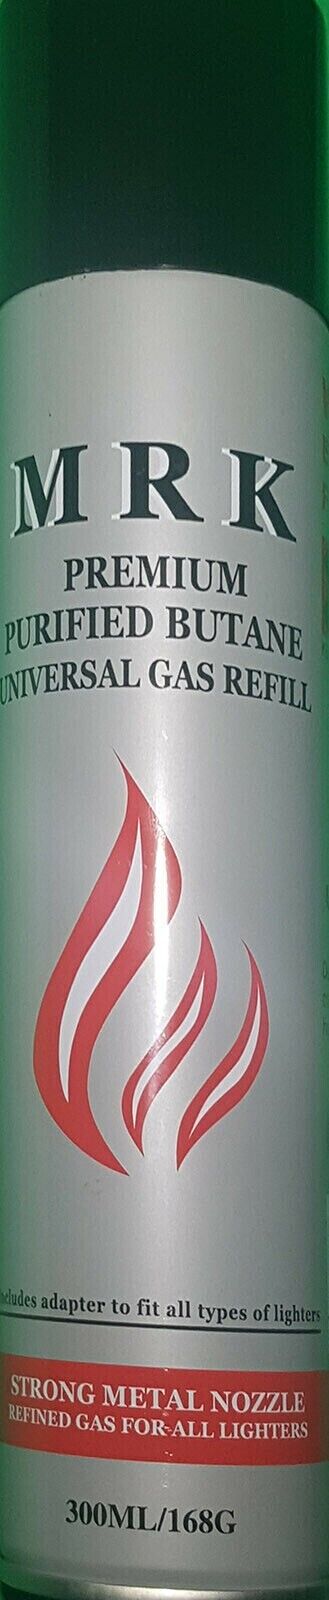 MRK
PREMIUM
PURIFIED BUTANE
UNIVERSAL GAS REFILL
adapter to fit all types of lighters
STRONG METAL NOZZLE
REFINED GAS FOR ALL LIGHTERS
300ML/168G